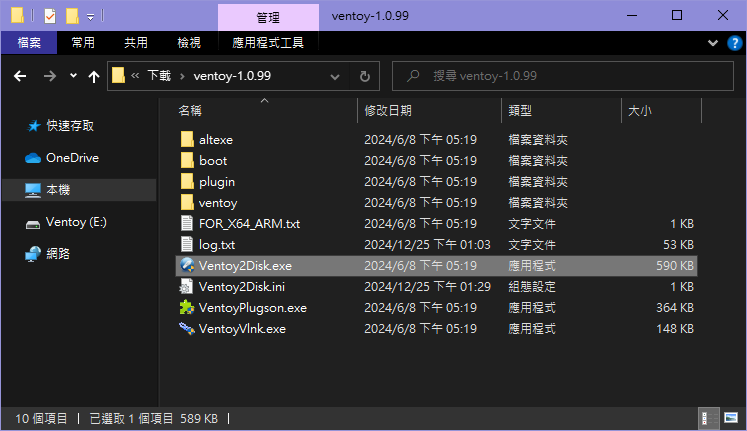 管理 ventoy-1.0.99
檔案 常用 共用 檢視 應用程式工具
下載 ventoy-1.0.99 搜尋 ventoy-1.0.99
名稱 修改日期 類型 大小
快速存取
OneDrive
本機
Ventoy (E:)
網路
altexe 2024/6/8 下午 05:19 檔案資料夾
boot 2024/6/8 下午 05:19 檔案資料夾
plugin 2024/6/8 下午 05:19 檔案資料夾
ventoy 2024/6/8 下午 05:19 檔案資料夾
FOR_X64_ARM.txt 2024/6/8 下午 05:19 文字文件 1 KB
log.txt 2024/12/25 下午 01:03 文字文件 53 KB
Ventoy2Disk.exe 2024/6/8 下午 05:19 應用程式 590 KB
Ventoy2Disk.ini 2024/12/25 下午 01:29 組態設定 1 KB
VentoyPlugson.exe 2024/6/8 下午 05:19 應用程式 364 KB
VentoyVlnk.exe 2024/6/8 下午 05:19 應用程式 148 KB
10 個項目 已選取 1 個項目 589 KB